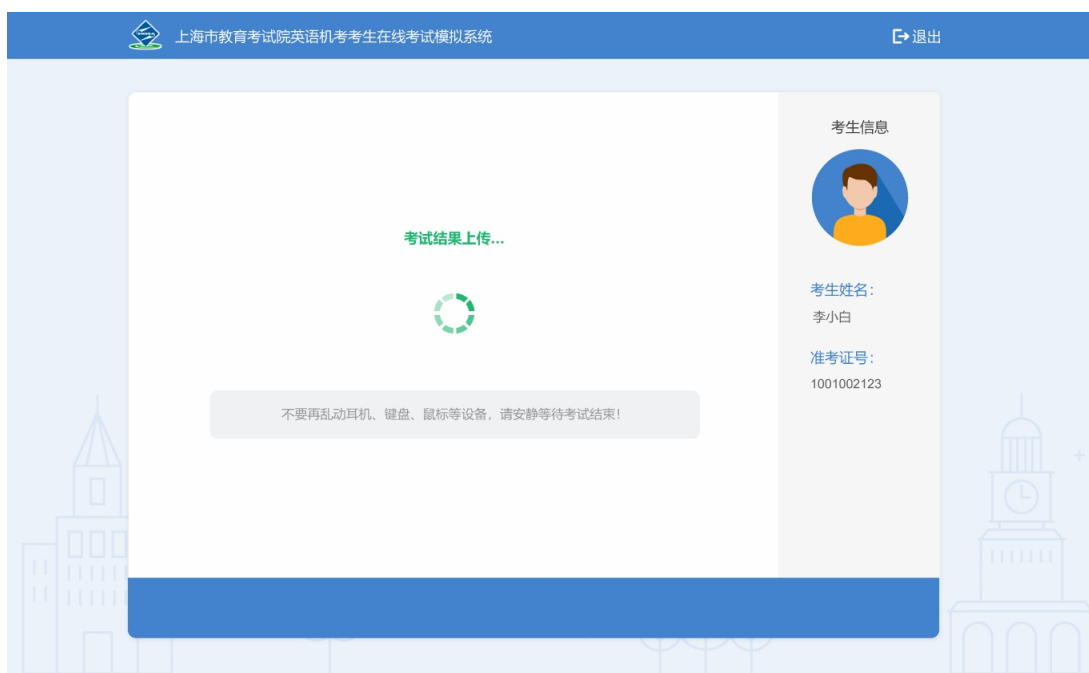 上海市教育考试院英语机考考生在线考试模拟系统
退出
考试结果上传...
不要再乱动耳机、键盘、鼠标等设备，请安静等待考试结束！
考生信息
考生姓名：
李小白
准考证号：
1001002123